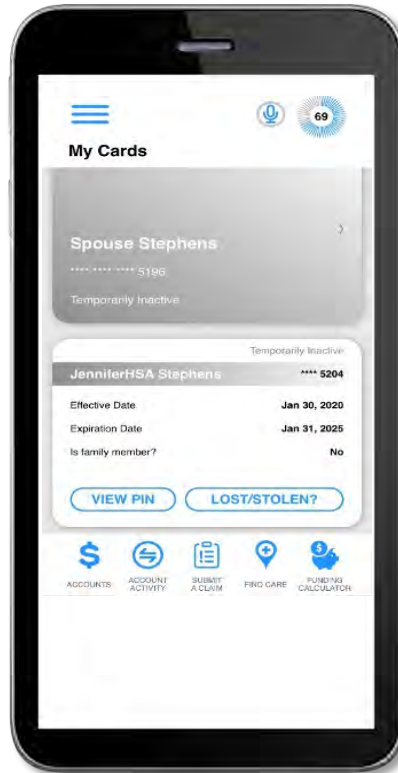 69
My Cards
Spouse Stephens
**** **** **** 5196
Temporarily Inactive
Temporarily Inactive
JenniferHSA Stephens **** 5204
Effective Date Jan 30, 2020
Expiration Date Jan 31, 2025
Is family member? No
VIEW PIN LOST/STOLEN?
ACCOUNTS ACCOUNT ACTIVITY SUBMIT A CLAIM FIND CARE FUNDING CALCULATOR